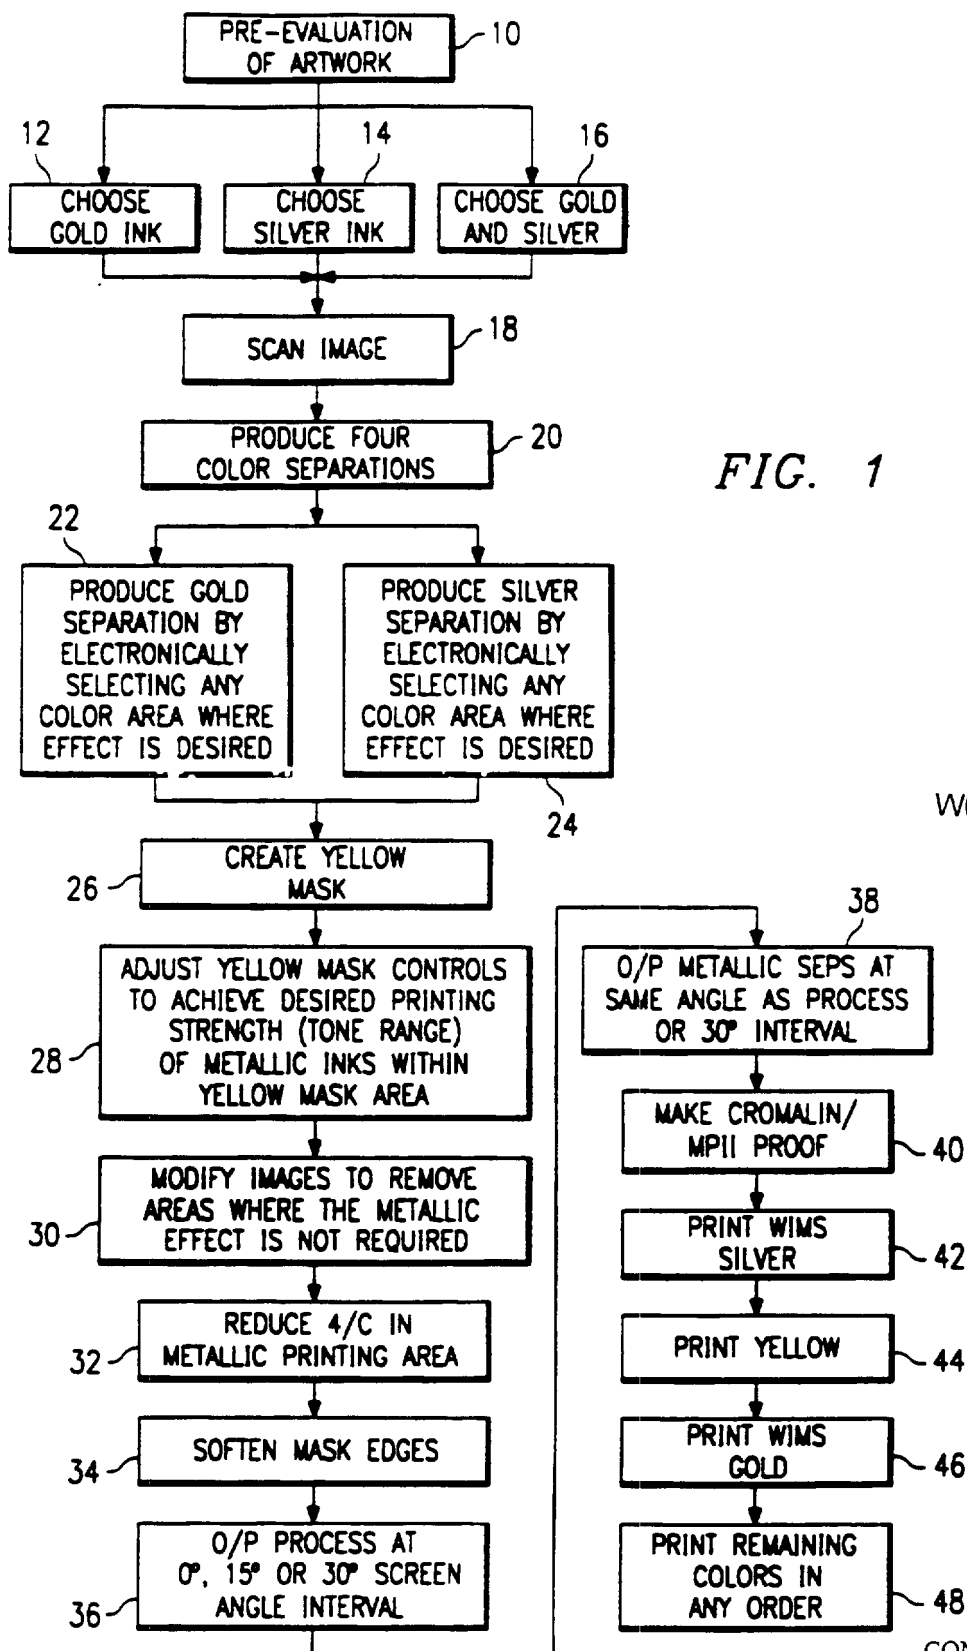 PRE-EVALUATION
OF ARTWORK
10
12
14
16
CHOOSE
GOLD INK
CHOOSE
SILVER INK
CHOOSE GOLD
AND SILVER
SCAN IMAGE
18
PRODUCE FOUR
COLOR SEPARATIONS
20
FIG. 1
22
PRODUCE GOLD
SEPARATION BY
ELECTRONICALLY
SELECTING ANY
COLOR AREA WHERE
EFFECT IS DESIRED
PRODUCE SILVER
SEPARATION BY
ELECTRONICALLY
SELECTING ANY
COLOR AREA WHERE
EFFECT IS DESIRED
24
CREATE YELLOW
MASK
26
ADJUST YELLOW MASK CONTROLS
TO ACHIEVE DESIRED PRINTING
STRENGTH (TONE RANGE)
OF METALLIC INKS WITHIN
YELLOW MASK AREA
28
MODIFY IMAGES TO REMOVE
AREAS WHERE THE METALLIC
EFFECT IS NOT REQUIRED
30
REDUCE 4/C IN
METALLIC PRINTING AREA
32
SOFTEN MASK EDGES
34
O/P PROCESS AT
0°, 15° OR 30° SCREEN
ANGLE INTERVAL
36
38
O/P METALLIC SEPS AT
SAME ANGLE AS PROCESS
OR 30° INTERVAL
MAKE CROMALIN/
MPII PROOF
40
PRINT WIMS
SILVER
42
PRINT YELLOW
44
PRINT WIMS
GOLD
46
PRINT REMAINING
COLORS IN
ANY ORDER
48